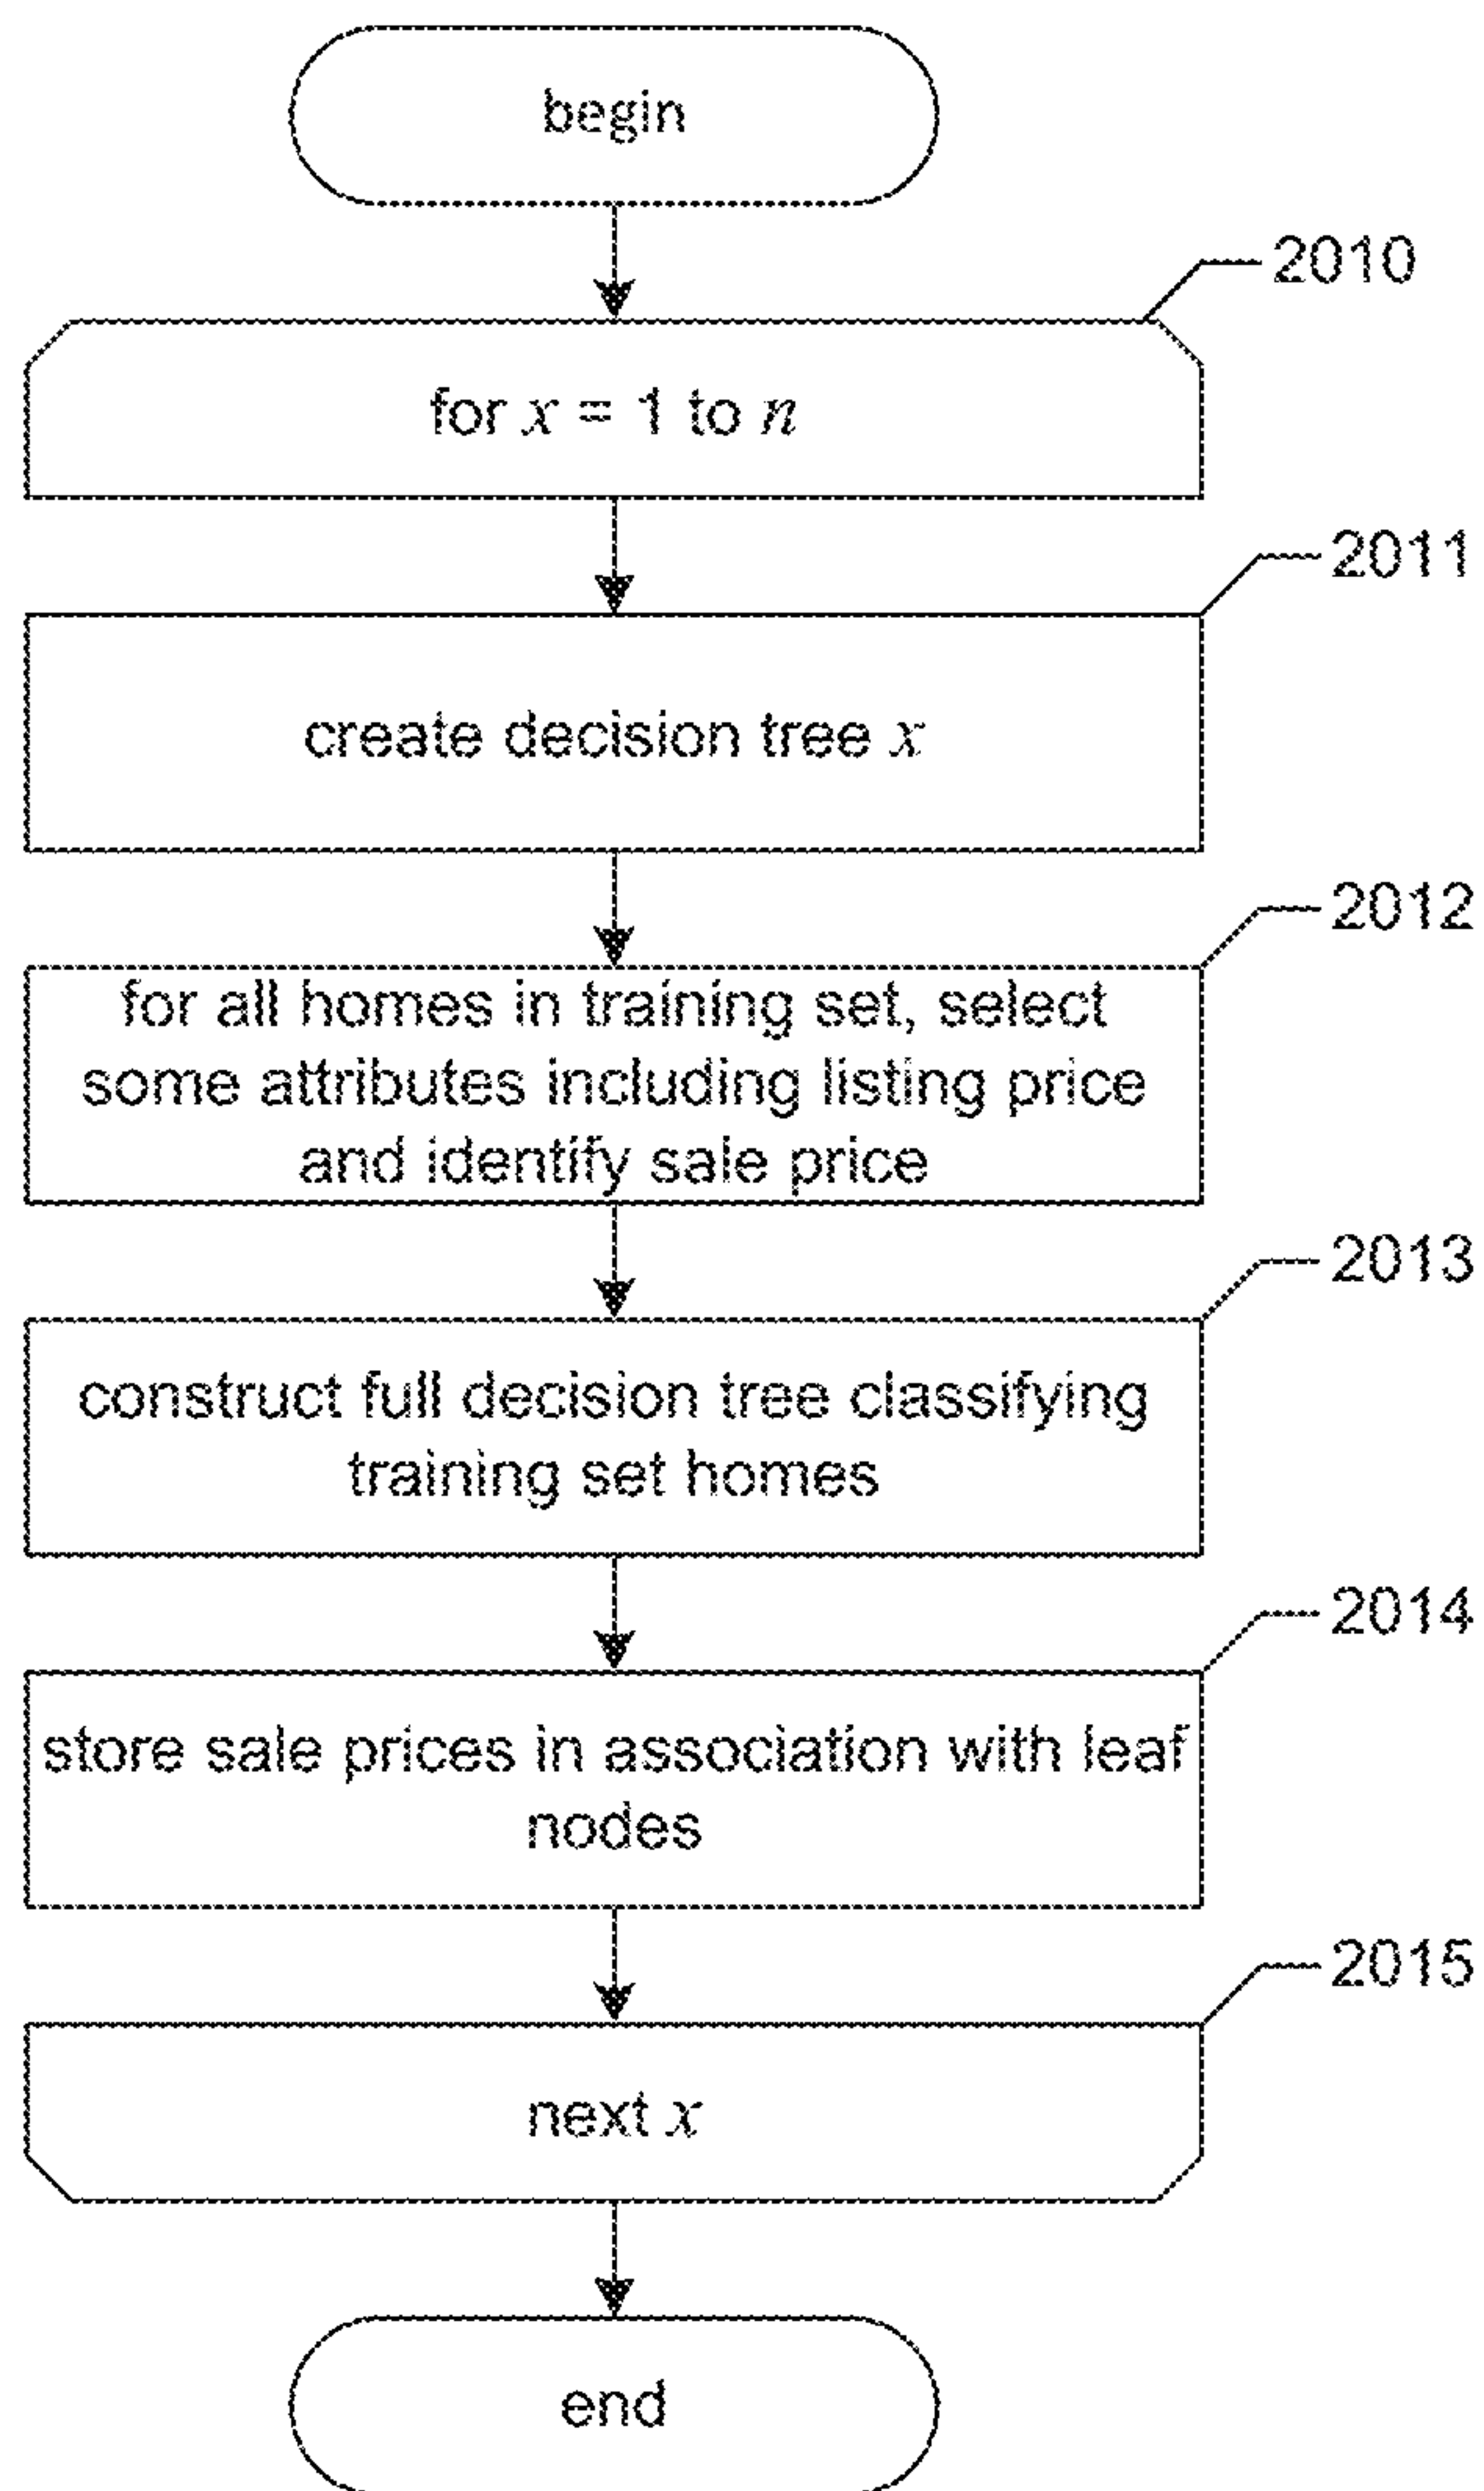 begin
2010
for x = 1 to n
2011
create decision tree x
2012
for all homes in training set, select
some attributes including listing price
and identify sale price
2013
construct full decision tree classifying
training set homes
2014
store sale prices in association with leaf
nodes
2015
next x
end